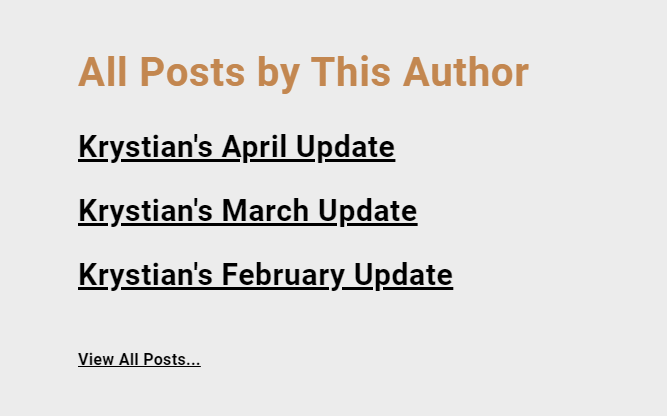 All Posts by This Author
Krystian's April Update
Krystian's March Update
Krystian's February Update
View All Posts...